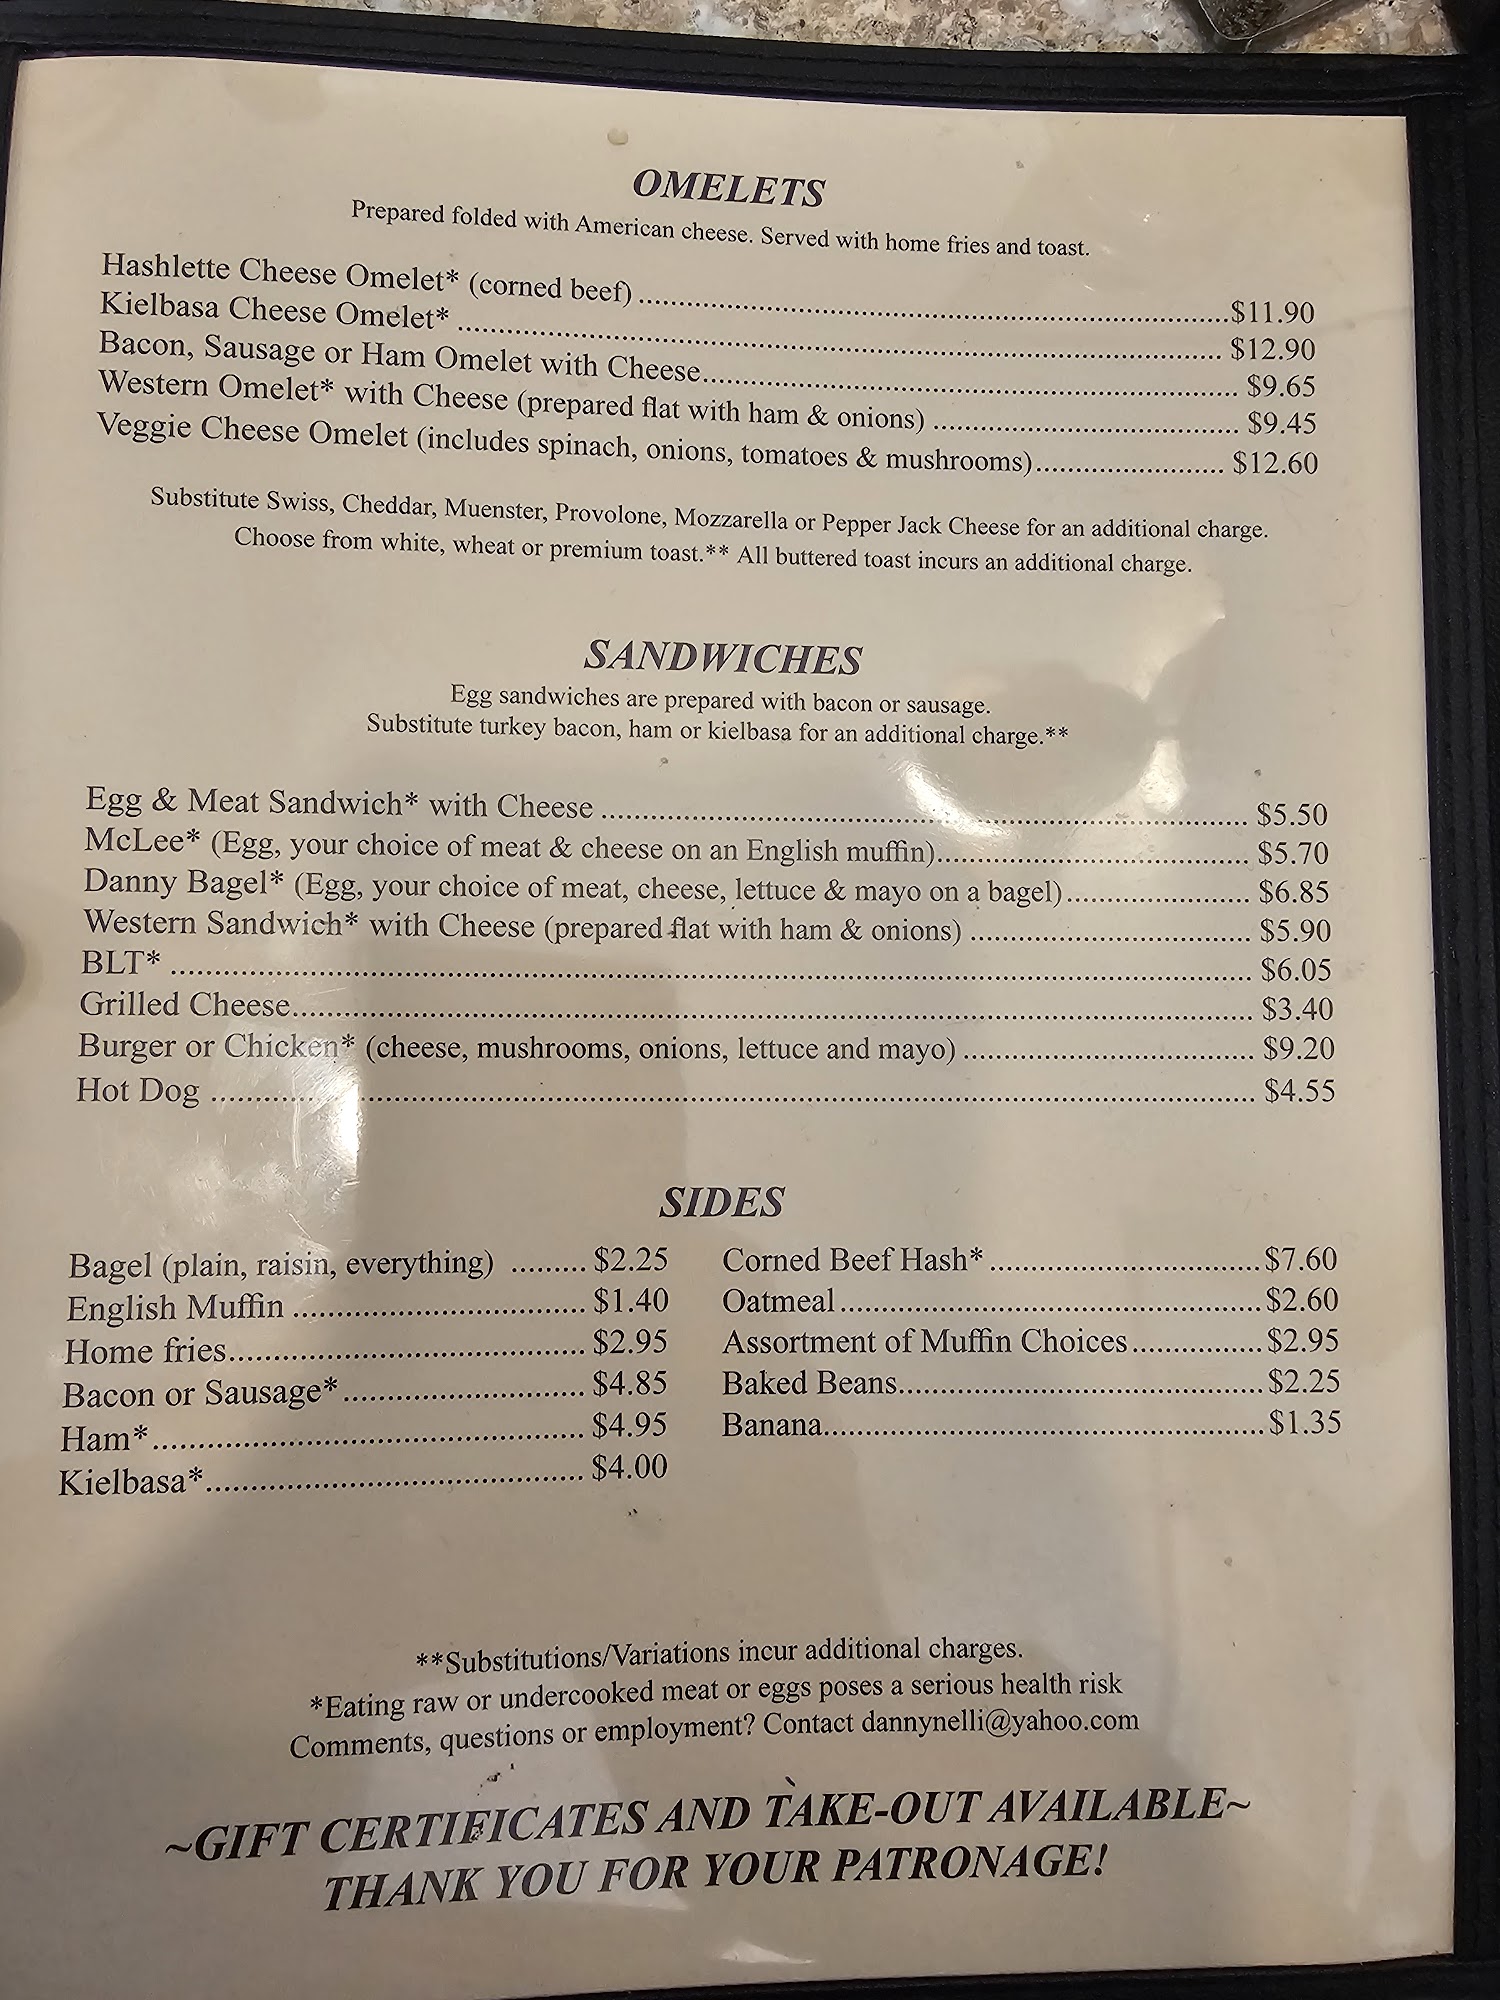 OMELETS
Prepared folded with American cheese. Served with home fries and toast.
Hashlette Cheese Omelet* (corned beef) ........ $11.90
Kielbasa Cheese Omelet* ........ $12.90
Bacon, Sausage or Ham Omelet with Cheese........ $9.65
Western Omelet* with Cheese (prepared flat with ham & onions) ........ $9.45
Veggie Cheese Omelet (includes spinach, onions, tomatoes & mushrooms)........ $12.60
Substitute Swiss, Cheddar, Muenster, Provolone, Mozzarella or Pepper Jack Cheese for an additional charge.
Choose from white, wheat or premium toast.** All buttered toast incurs an additional charge.
SANDWICHES
Egg sandwiches are prepared with bacon or sausage.
Substitute turkey bacon, ham or kielbasa for an additional charge.**
Egg & Meat Sandwich* with Cheese ........ $5.50
McLee* (Egg, your choice of meat & cheese on an English muffin)........ $5.70
Danny Bagel* (Egg, your choice of meat, cheese, lettuce & mayo on a bagel)........ $6.85
Western Sandwich* with Cheese (prepared flat with ham & onions) ........ $5.90
BLT* ........ $6.05
Grilled Cheese........ $3.40
Burger or Chicken* (cheese, mushrooms, onions, lettuce and mayo) ........ $9.20
Hot Dog ........ $4.55
SIDES
Bagel (plain, raisin, everything) ........ $2.25
English Muffin ........ $1.40
Home fries........ $2.95
Bacon or Sausage*........ $4.85
Ham*........ $4.95
Kielbasa*........ $4.00
Corned Beef Hash* ........ $7.60
Oatmeal ........ $2.60
Assortment of Muffin Choices ........ $2.95
Baked Beans........ $2.25
Banana........ $1.35
**Substitutions/Variations incur additional charges.
*Eating raw or undercooked meat or eggs poses a serious health risk
Comments, questions or employment? Contact dannynelli@yahoo.com
~GIFT CERTIFICATES AND TAKE-OUT AVAILABLE~
THANK YOU FOR YOUR PATRONAGE!